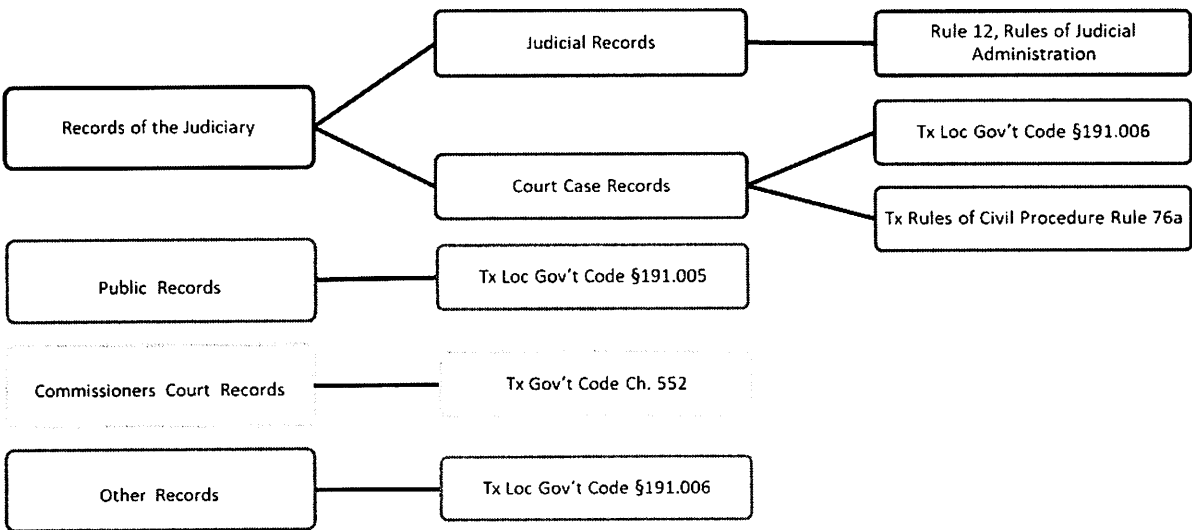 Judicial Records
Rule 12, Rules of Judicial
Administration
Records of the Judiciary
Tx Loc Gov't Code §191.006
Court Case Records
Tx Rules of Civil Procedure Rule 76a
Public Records
Tx Loc Gov't Code §191.005
Commissioners Court Records
Tx Gov't Code Ch. 552
Other Records
Tx Loc Gov't Code §191.006